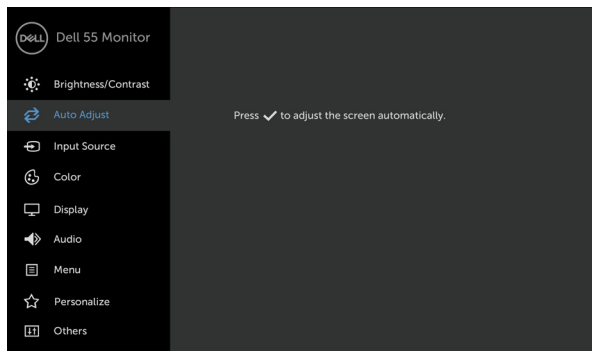 DELL
Dell 55 Monitor
Brightness/Contrast
Auto Adjust
Press ✓ to adjust the screen automatically.
Input Source
Color
Display
Audio
Menu
Personalize
Others